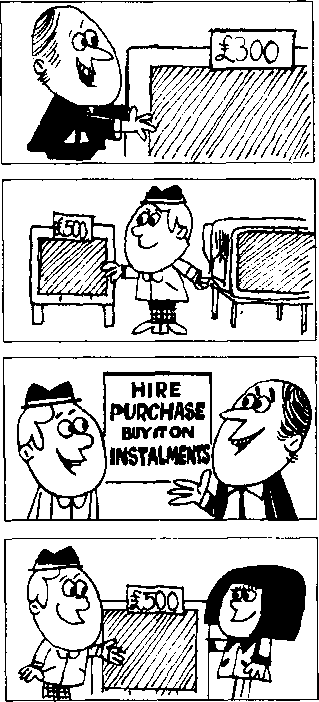 £300
£500
HIRE
PURCHASE
BUY IT ON
INSTALMENTS
£500